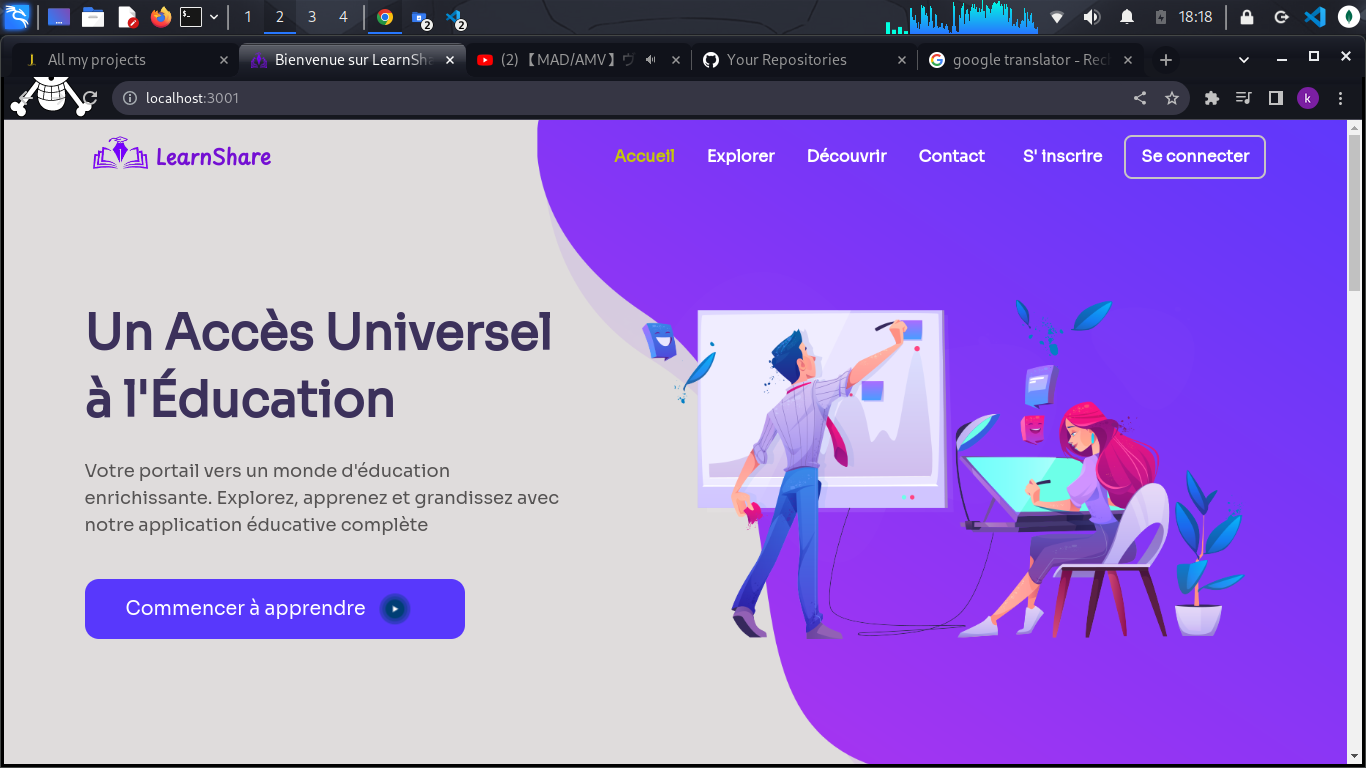 1 2 3 4
2
2
18:18
All my projects
Bienvenue sur LearnSha
(2)【MAD/AMV】
Your Repositories
google translator - Rec
localhost:3001
k
LearnShare
Accueil
Explorer
Découvrir
Contact
S' inscrire
Se connecter
Un Accès Universel
à l'Éducation
Votre portail vers un monde d'éducation
enrichissante. Explorez, apprenez et grandissez avec
notre application éducative complète
Commencer à apprendre